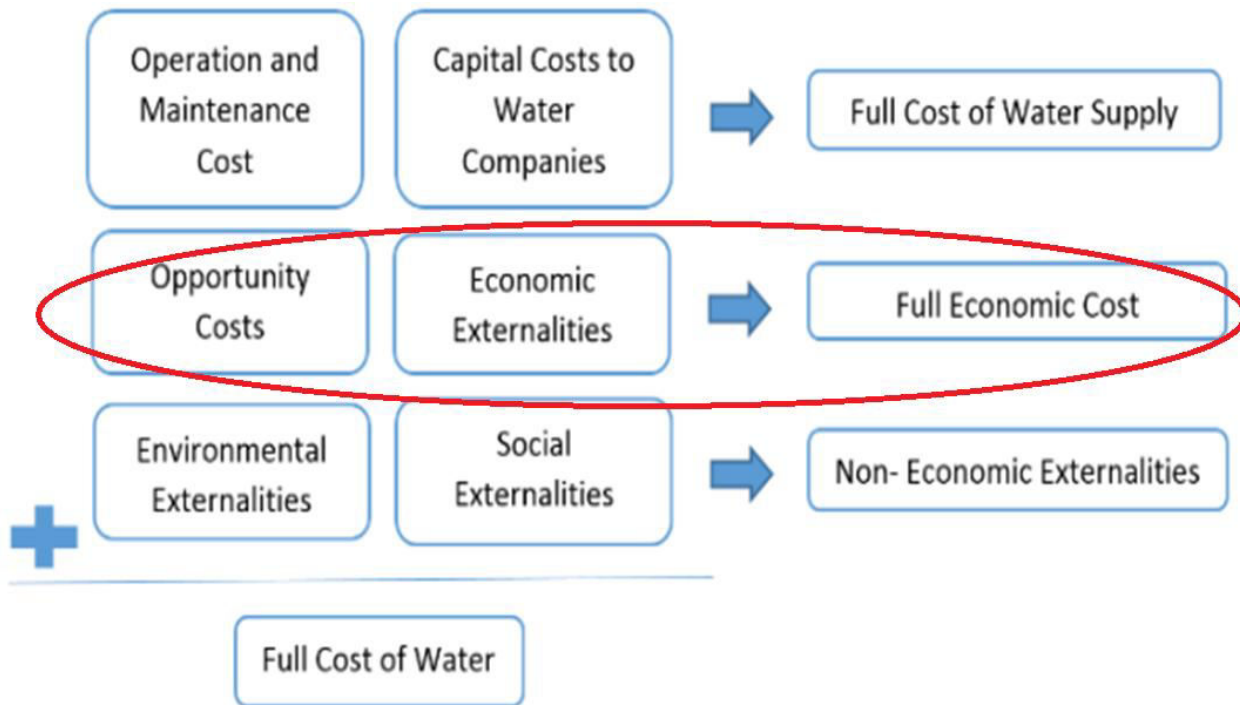 Operation and
Maintenance
Cost
Capital Costs to
Water
Companies
Full Cost of Water Supply
Opportunity
Costs
Economic
Externalities
Full Economic Cost
Environmental
Externalities
Social
Externalities
Non- Economic Externalities
Full Cost of Water